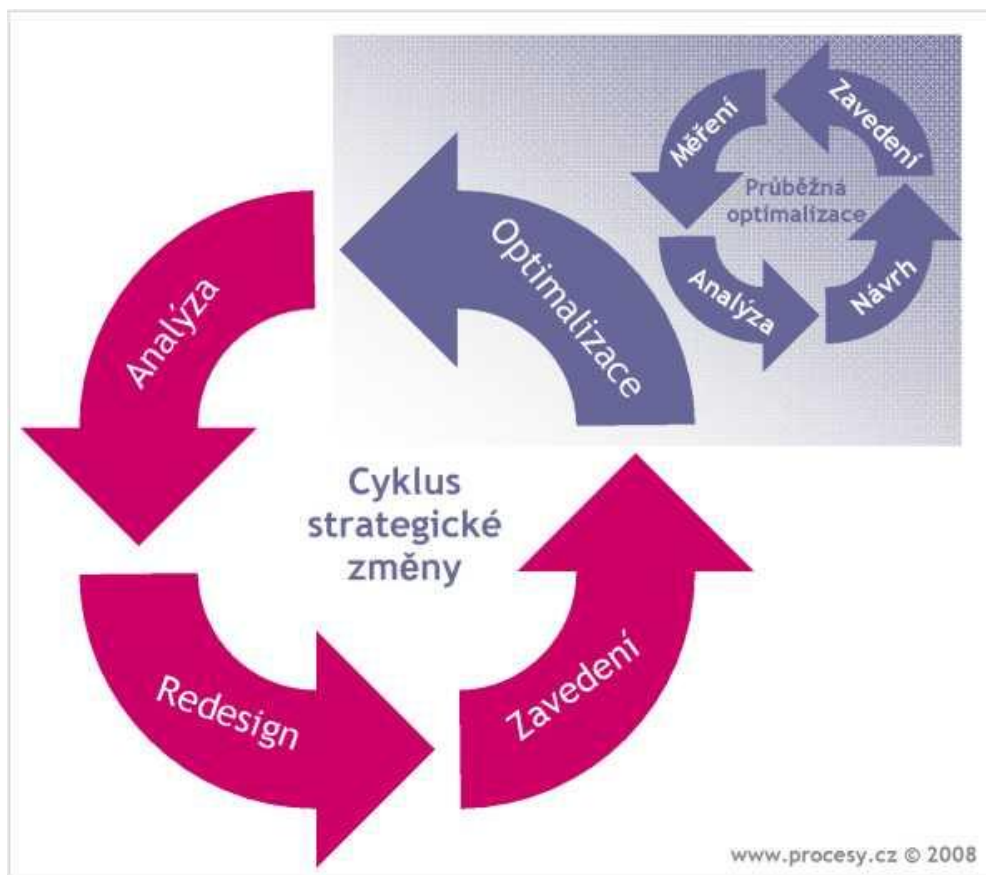 Měření
Zavedení
Průběžná
optimalizace
Analýza
Návrh
Optimalizace
Analýza
Cyklus
strategické
změny
Redesign
Zavedení
www.procesy.cz © 2008